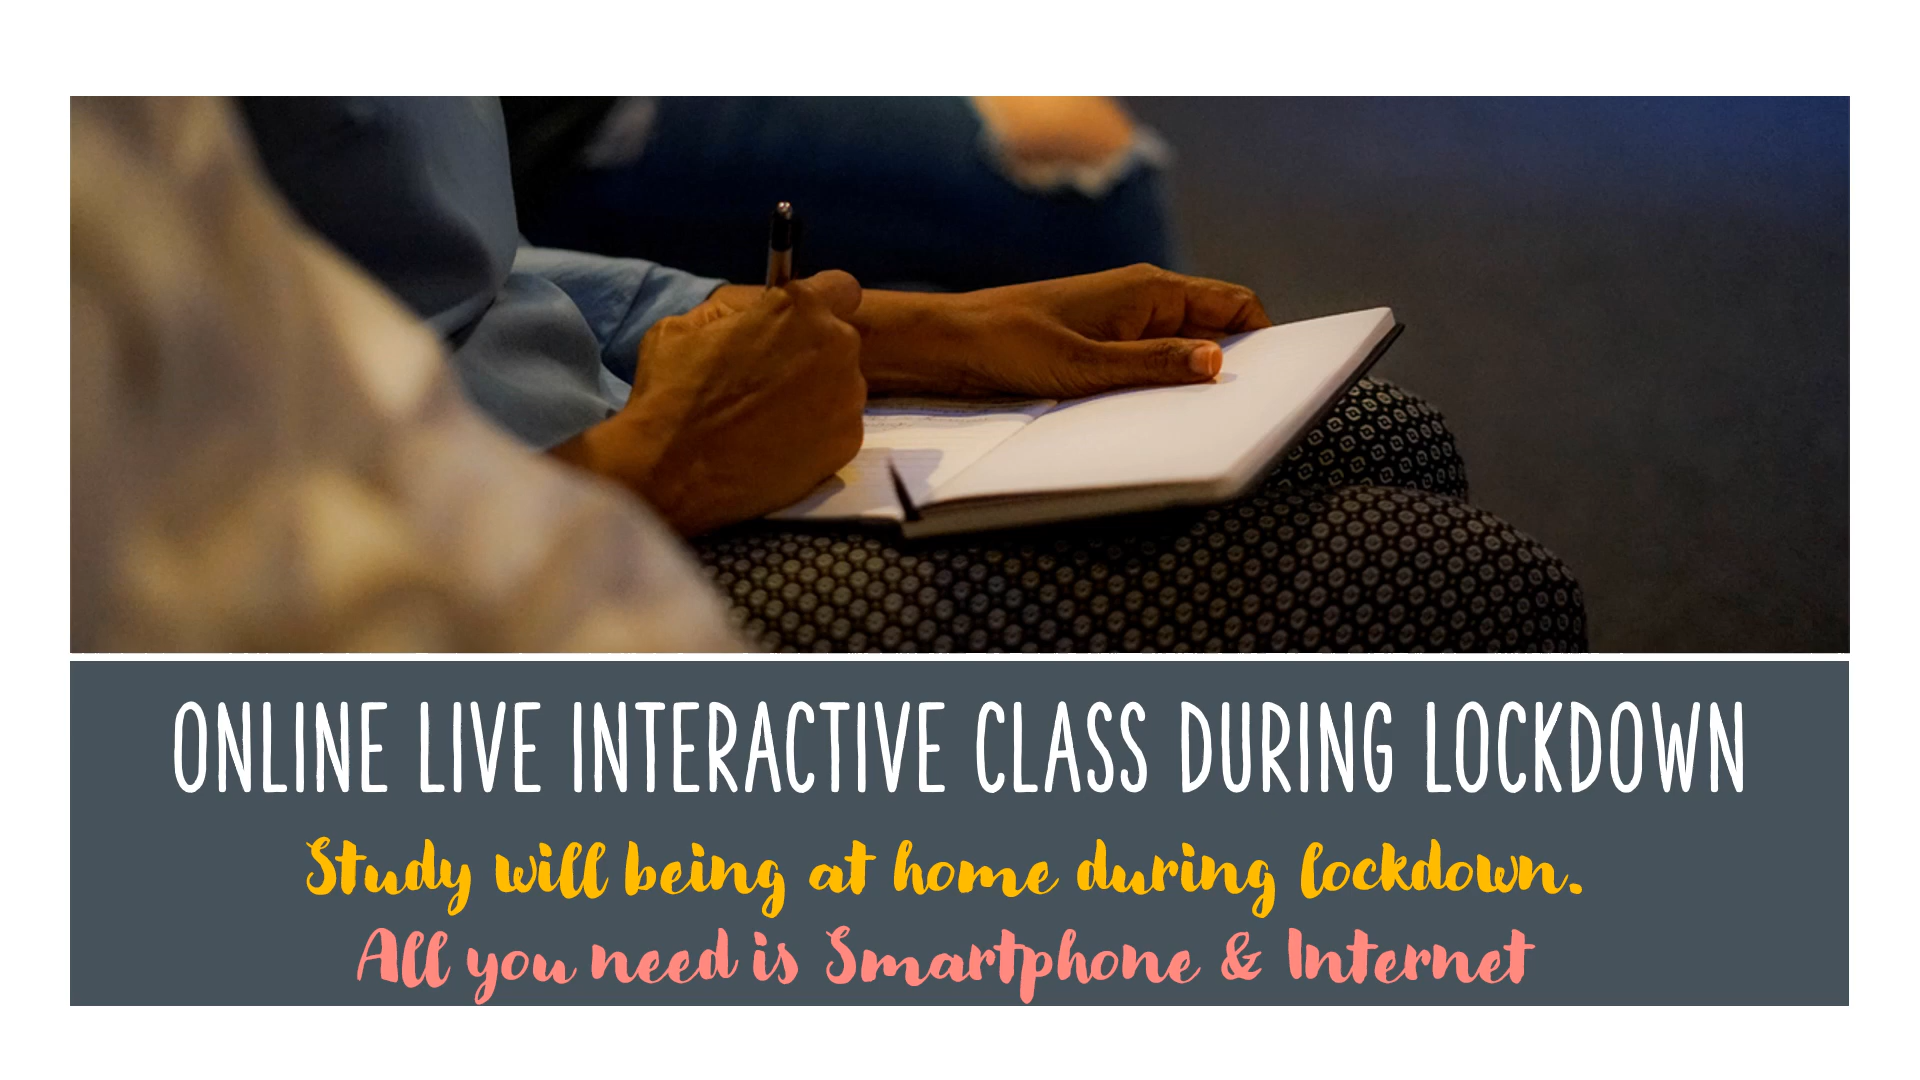 ONLINE LIVE INTERACTIVE CLASS DURING LOCKDOWN
Study will being at home during lockdown.
All you need is Smartphone & Internet